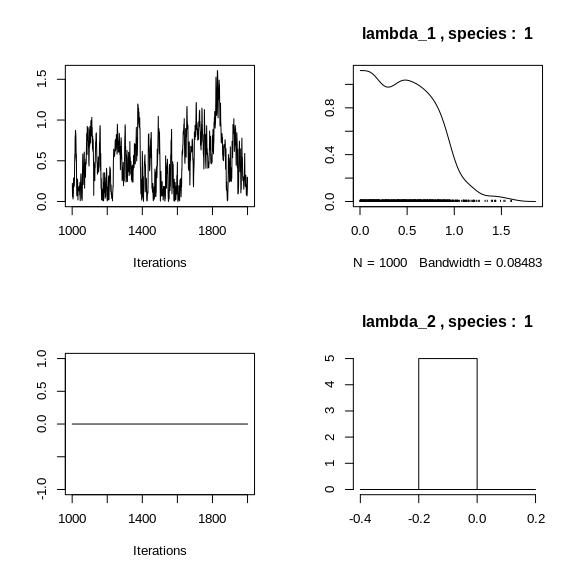 0.0 0.5 1.0 1.5
1000 1400 1800
Iterations
lambda_1 , species : 1
0.0 0.4 0.8
0.0 0.5 1.0 1.5
N = 1000 Bandwidth = 0.08483
-1.0 0.0 0.5 1.0
1000 1400 1800
Iterations
lambda_2 , species : 1
0 1 2 3 4 5
-0.4 -0.2 0.0 0.2